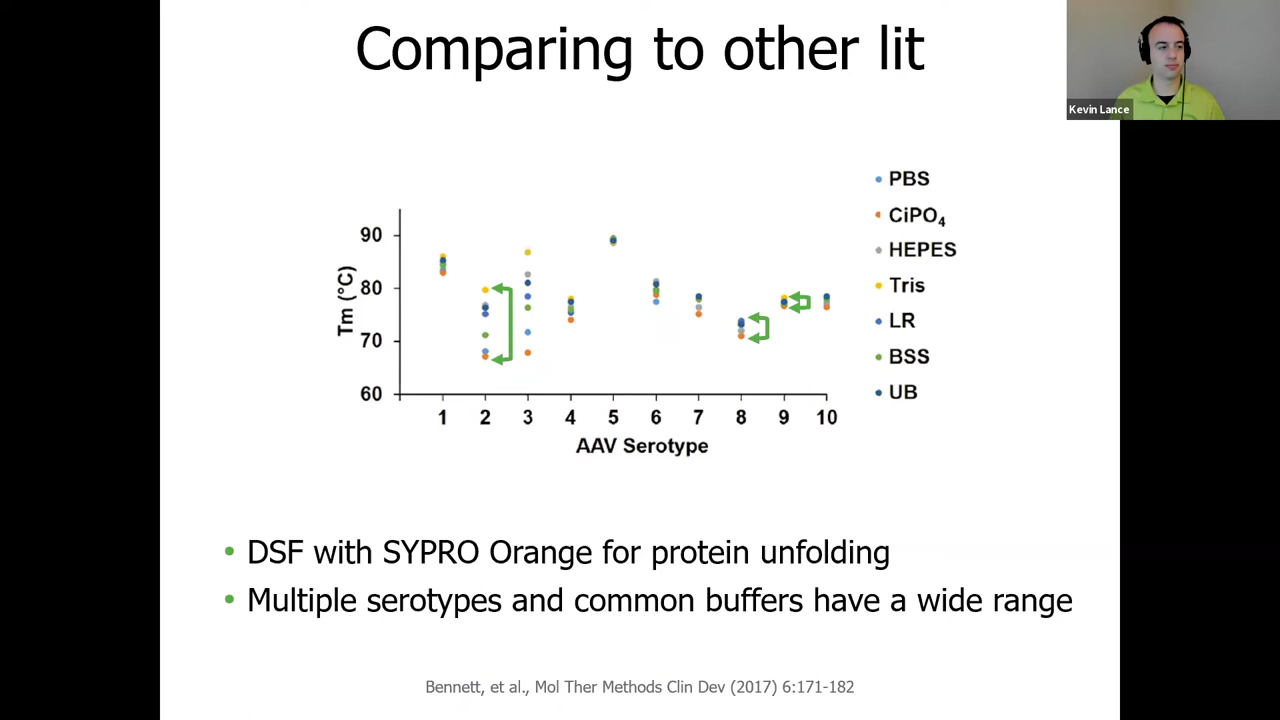 Comparing to other lit
Kevin Lance
PBS
CiPO₄
HEPES
Tris
LR
BSS
UB
Tm (°C)
90
80
70
60
1 2 3 4 5 6 7 8 9 10
AAV Serotype
• DSF with SYPRO Orange for protein unfolding
• Multiple serotypes and common buffers have a wide range
Bennett, et al., Mol Ther Methods Clin Dev (2017) 6:171-182